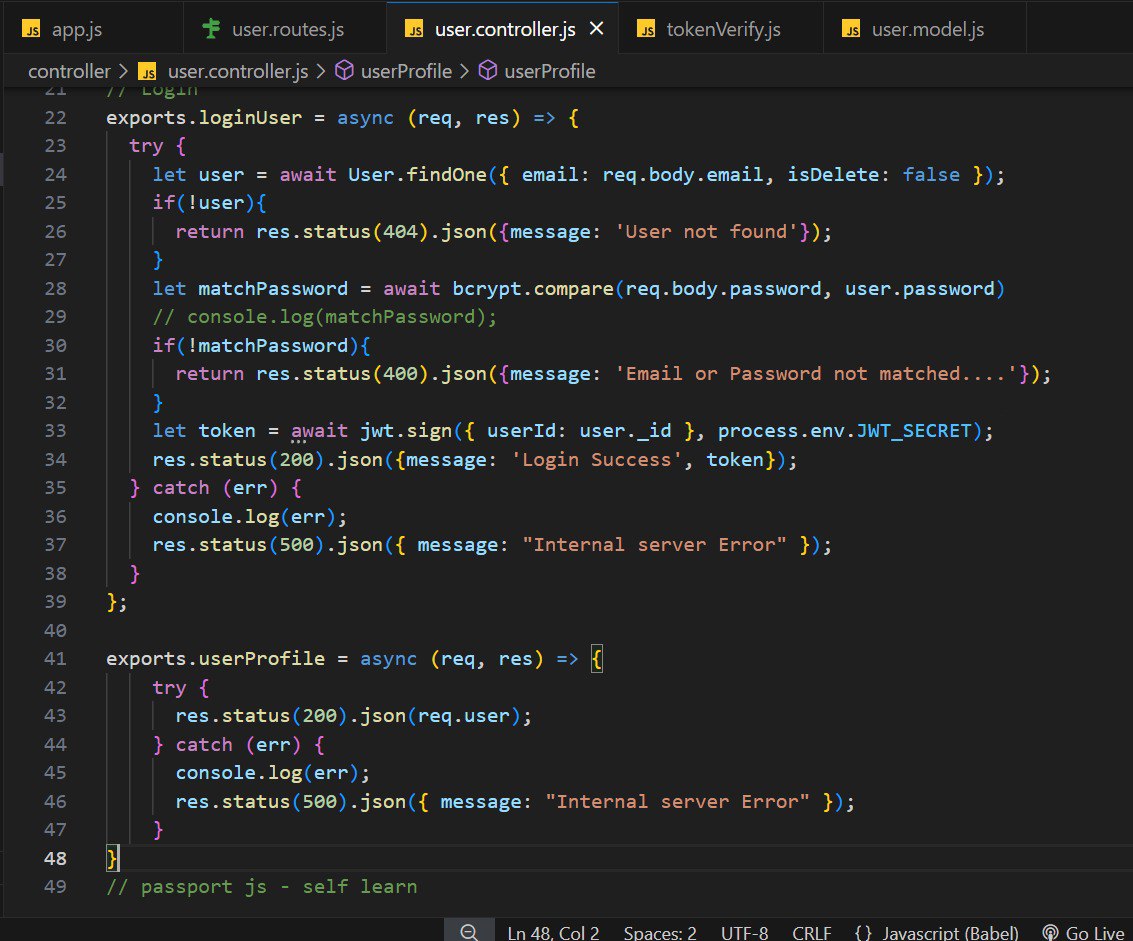 JS app.js user.routes.js JS user.controller.js × JS tokenVerify.js JS user.model.js
controller > JS user.controller.js > userProfile > userProfile
21 // Login
22 exports.loginUser = async (req, res) => {
23 try {
24 let user = await User.findOne({ email: req.body.email, isDelete: false });
25 if(!user){
26 return res.status(404).json({message: 'User not found'});
27 }
28 let matchPassword = await bcrypt.compare(req.body.password, user.password)
29 // console.log(matchPassword);
30 if(!matchPassword){
31 return res.status(400).json({message: 'Email or Password not matched....'});
32 }
33 let token = await jwt.sign({ userId: user._id }, process.env.JWT_SECRET);
34 res.status(200).json({message: 'Login Success', token});
35 } catch (err) {
36 console.log(err);
37 res.status(500).json({ message: "Internal server Error" });
38 }
39 };
40
41 exports.userProfile = async (req, res) => {
42 try {
43 res.status(200).json(req.user);
44 } catch (err) {
45 console.log(err);
46 res.status(500).json({ message: "Internal server Error" });
47 }
48 }
49 // passport js - self learn
Ln 48, Col 2 Spaces: 2 UTF-8 CRLF {} Javascript (Babel) Go Live